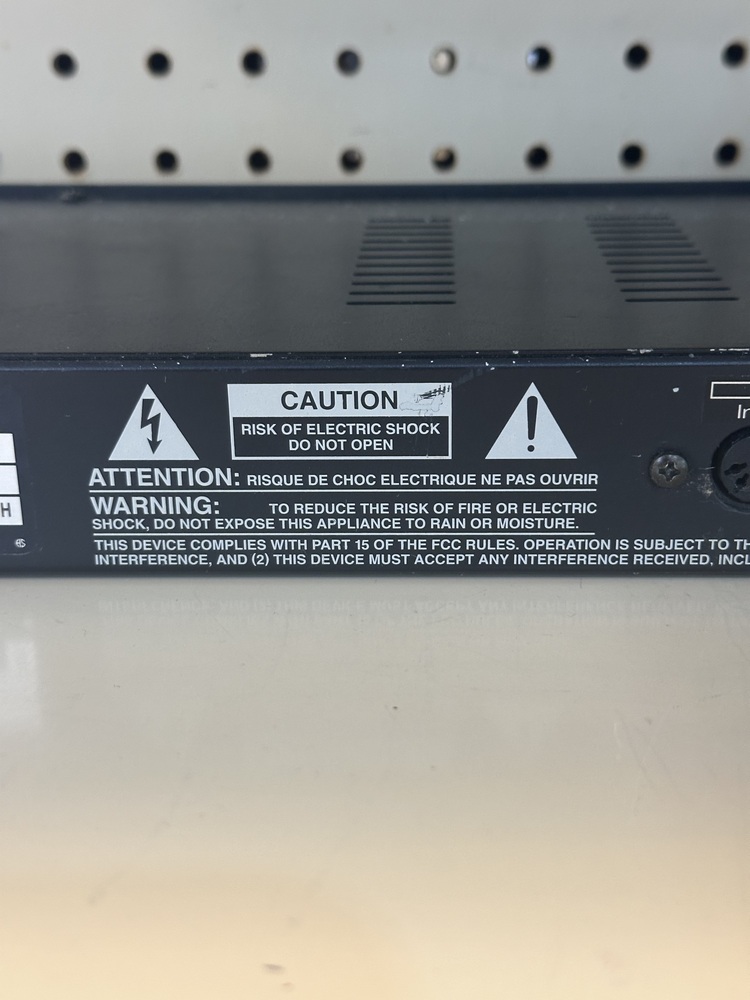 CAUTION
RISK OF ELECTRIC SHOCK
DO NOT OPEN
ATTENTION: RISQUE DE CHOC ELECTRIQUE NE PAS OUVRIR
WARNING: TO REDUCE THE RISK OF FIRE OR ELECTRIC
SHOCK, DO NOT EXPOSE THIS APPLIANCE TO RAIN OR MOISTURE.
THIS DEVICE COMPLIES WITH PART 15 OF THE FCC RULES. OPERATION IS SUBJECT TO TH
INTERFERENCE, AND (2) THIS DEVICE MUST ACCEPT ANY INTERFERENCE RECEIVED, INCL
H
In